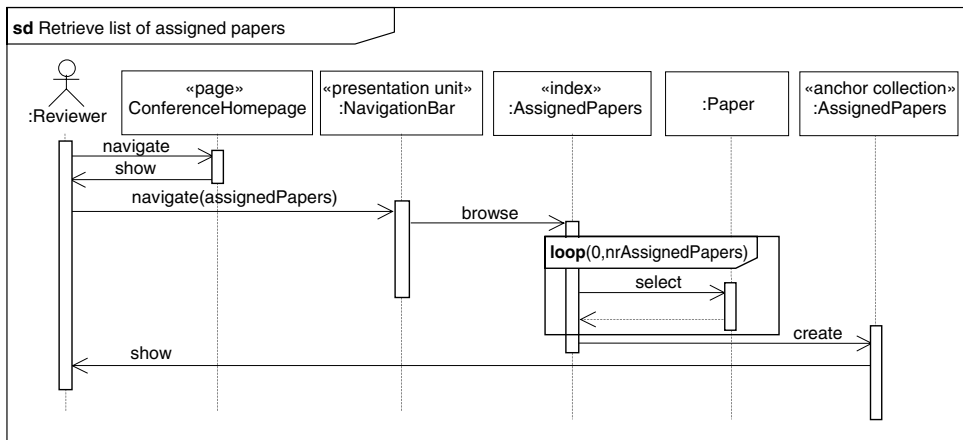 sd Retrieve list of assigned papers
:Reviewer
«page»
ConferenceHomepage
«presentation unit»
:NavigationBar
«index»
:AssignedPapers
:Paper
«anchor collection»
:AssignedPapers
navigate
show
navigate(assignedPapers)
browse
loop(0,nrAssignedPapers)
select
create
show